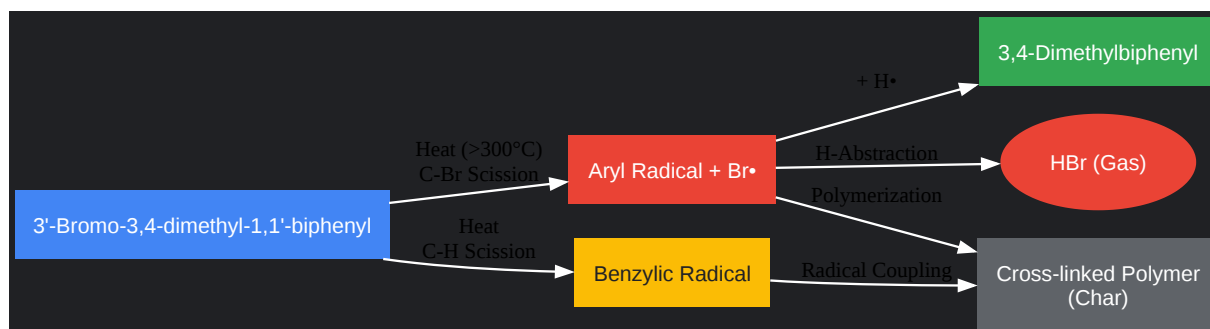 3'-Bromo-3,4-dimethyl-1,1'-biphenyl
Heat (>300°C)
C-Br Scission
Heat
C-H Scission
Aryl Radical + Br•
Benzylic Radical
+ H•
H-Abstraction
Polymerization
Radical Coupling
3,4-Dimethylbiphenyl
HBr (Gas)
Cross-linked Polymer
(Char)